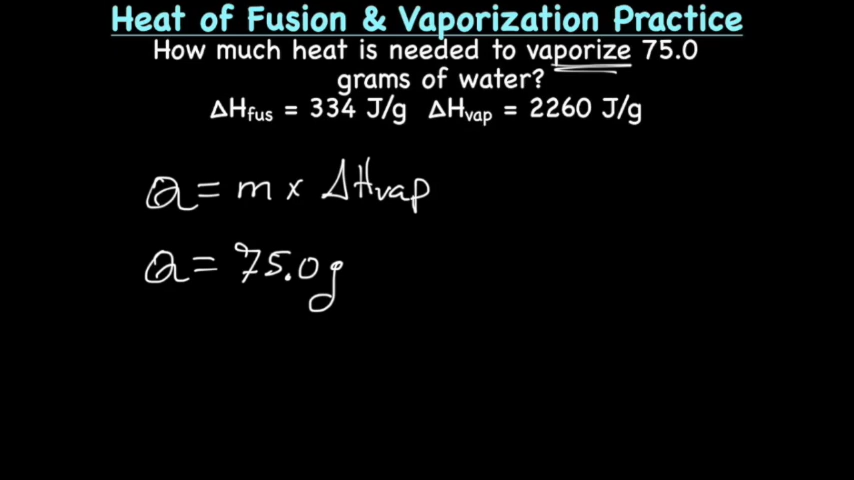 Heat of Fusion & Vaporization Practice
How much heat is needed to vaporize 75.0
grams of water?
ΔHfus = 334 J/g ΔHvap = 2260 J/g
Q = m x ΔHvap
Q = 75.0g